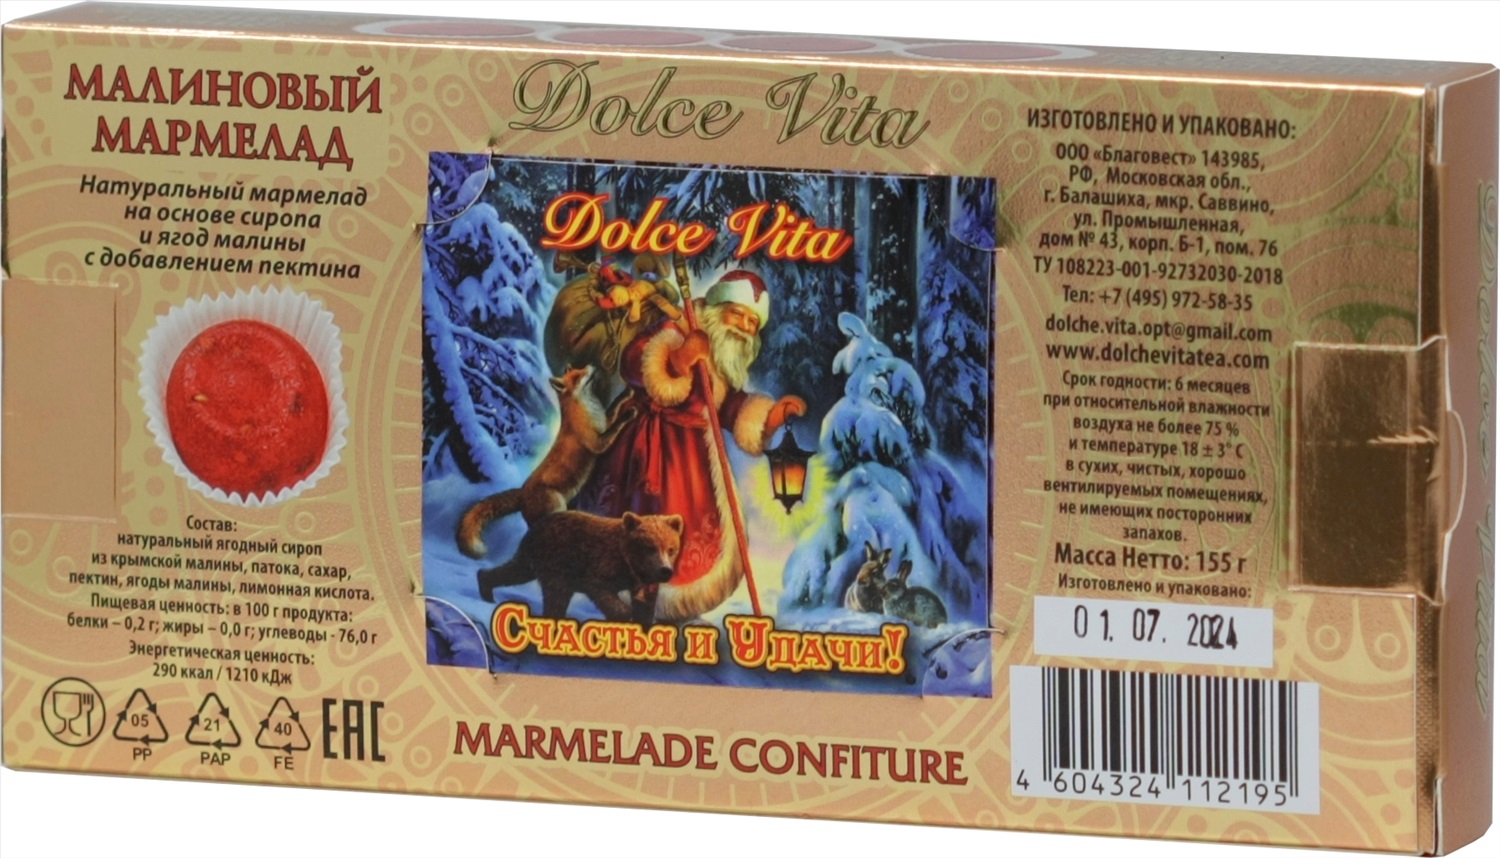 МАЛИНОВЫЙ
МАРМЕЛАД
Натуральный мармелад
на основе сиропа
и ягод малины
с добавлением пектина
Состав:
натуральный ягодный сироп
из крымской малины, патока, сахар,
пектин, ягоды малины, лимонная кислота.
Пищевая ценность: в 100 г продукта:
белки – 0,2 г; жиры – 0,0 г; углеводы - 76,0 г
Энергетическая ценность:
290 ккал / 1210 кДж
05
PP
21
PAP
40
FE
EAC
Dolce Vita
Dolce Vita
Счастья и Удачи!
MARMELADE CONFITURE
ИЗГОТОВЛЕНО И УПАКОВАНО:
ООО «Благовест» 143985,
РФ, Московская обл.,
г. Балашиха, мкр. Саввино,
ул. Промышленная,
дом № 43, корп. Б-1, пом. 76
ТУ 108223-001-92732030-2018
Тел: +7 (495) 972-58-35
dolche.vita.opt@gmail.com
www.dolchevitatea.com
Срок годности: 6 месяцев
при относительной влажности
воздуха не более 75 %
и температуре 18 ± 3° С
в сухих, чистых, хорошо
вентилируемых помещениях,
не имеющих посторонних
запахов.
Масса Нетто: 155 г
Изготовлено и упаковано:
01. 07. 2024
4 604324 112195